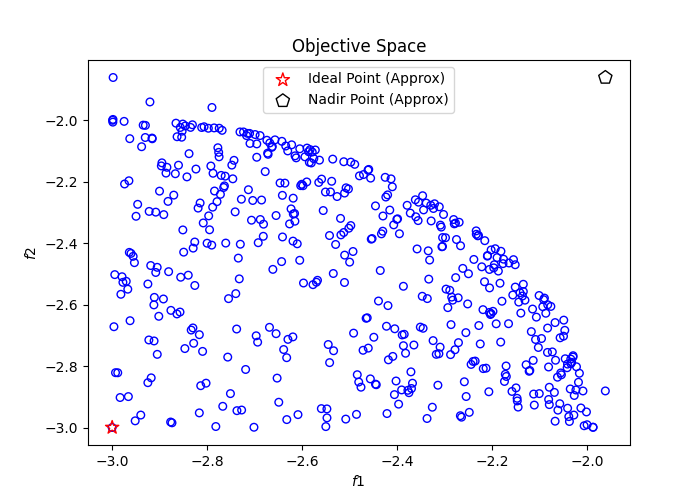 Objective Space
Ideal Point (Approx)
Nadir Point (Approx)
−2.0
−2.2
−2.4
f2
−2.6
−2.8
−3.0
−3.0 −2.8 −2.6 −2.4 −2.2 −2.0
f1